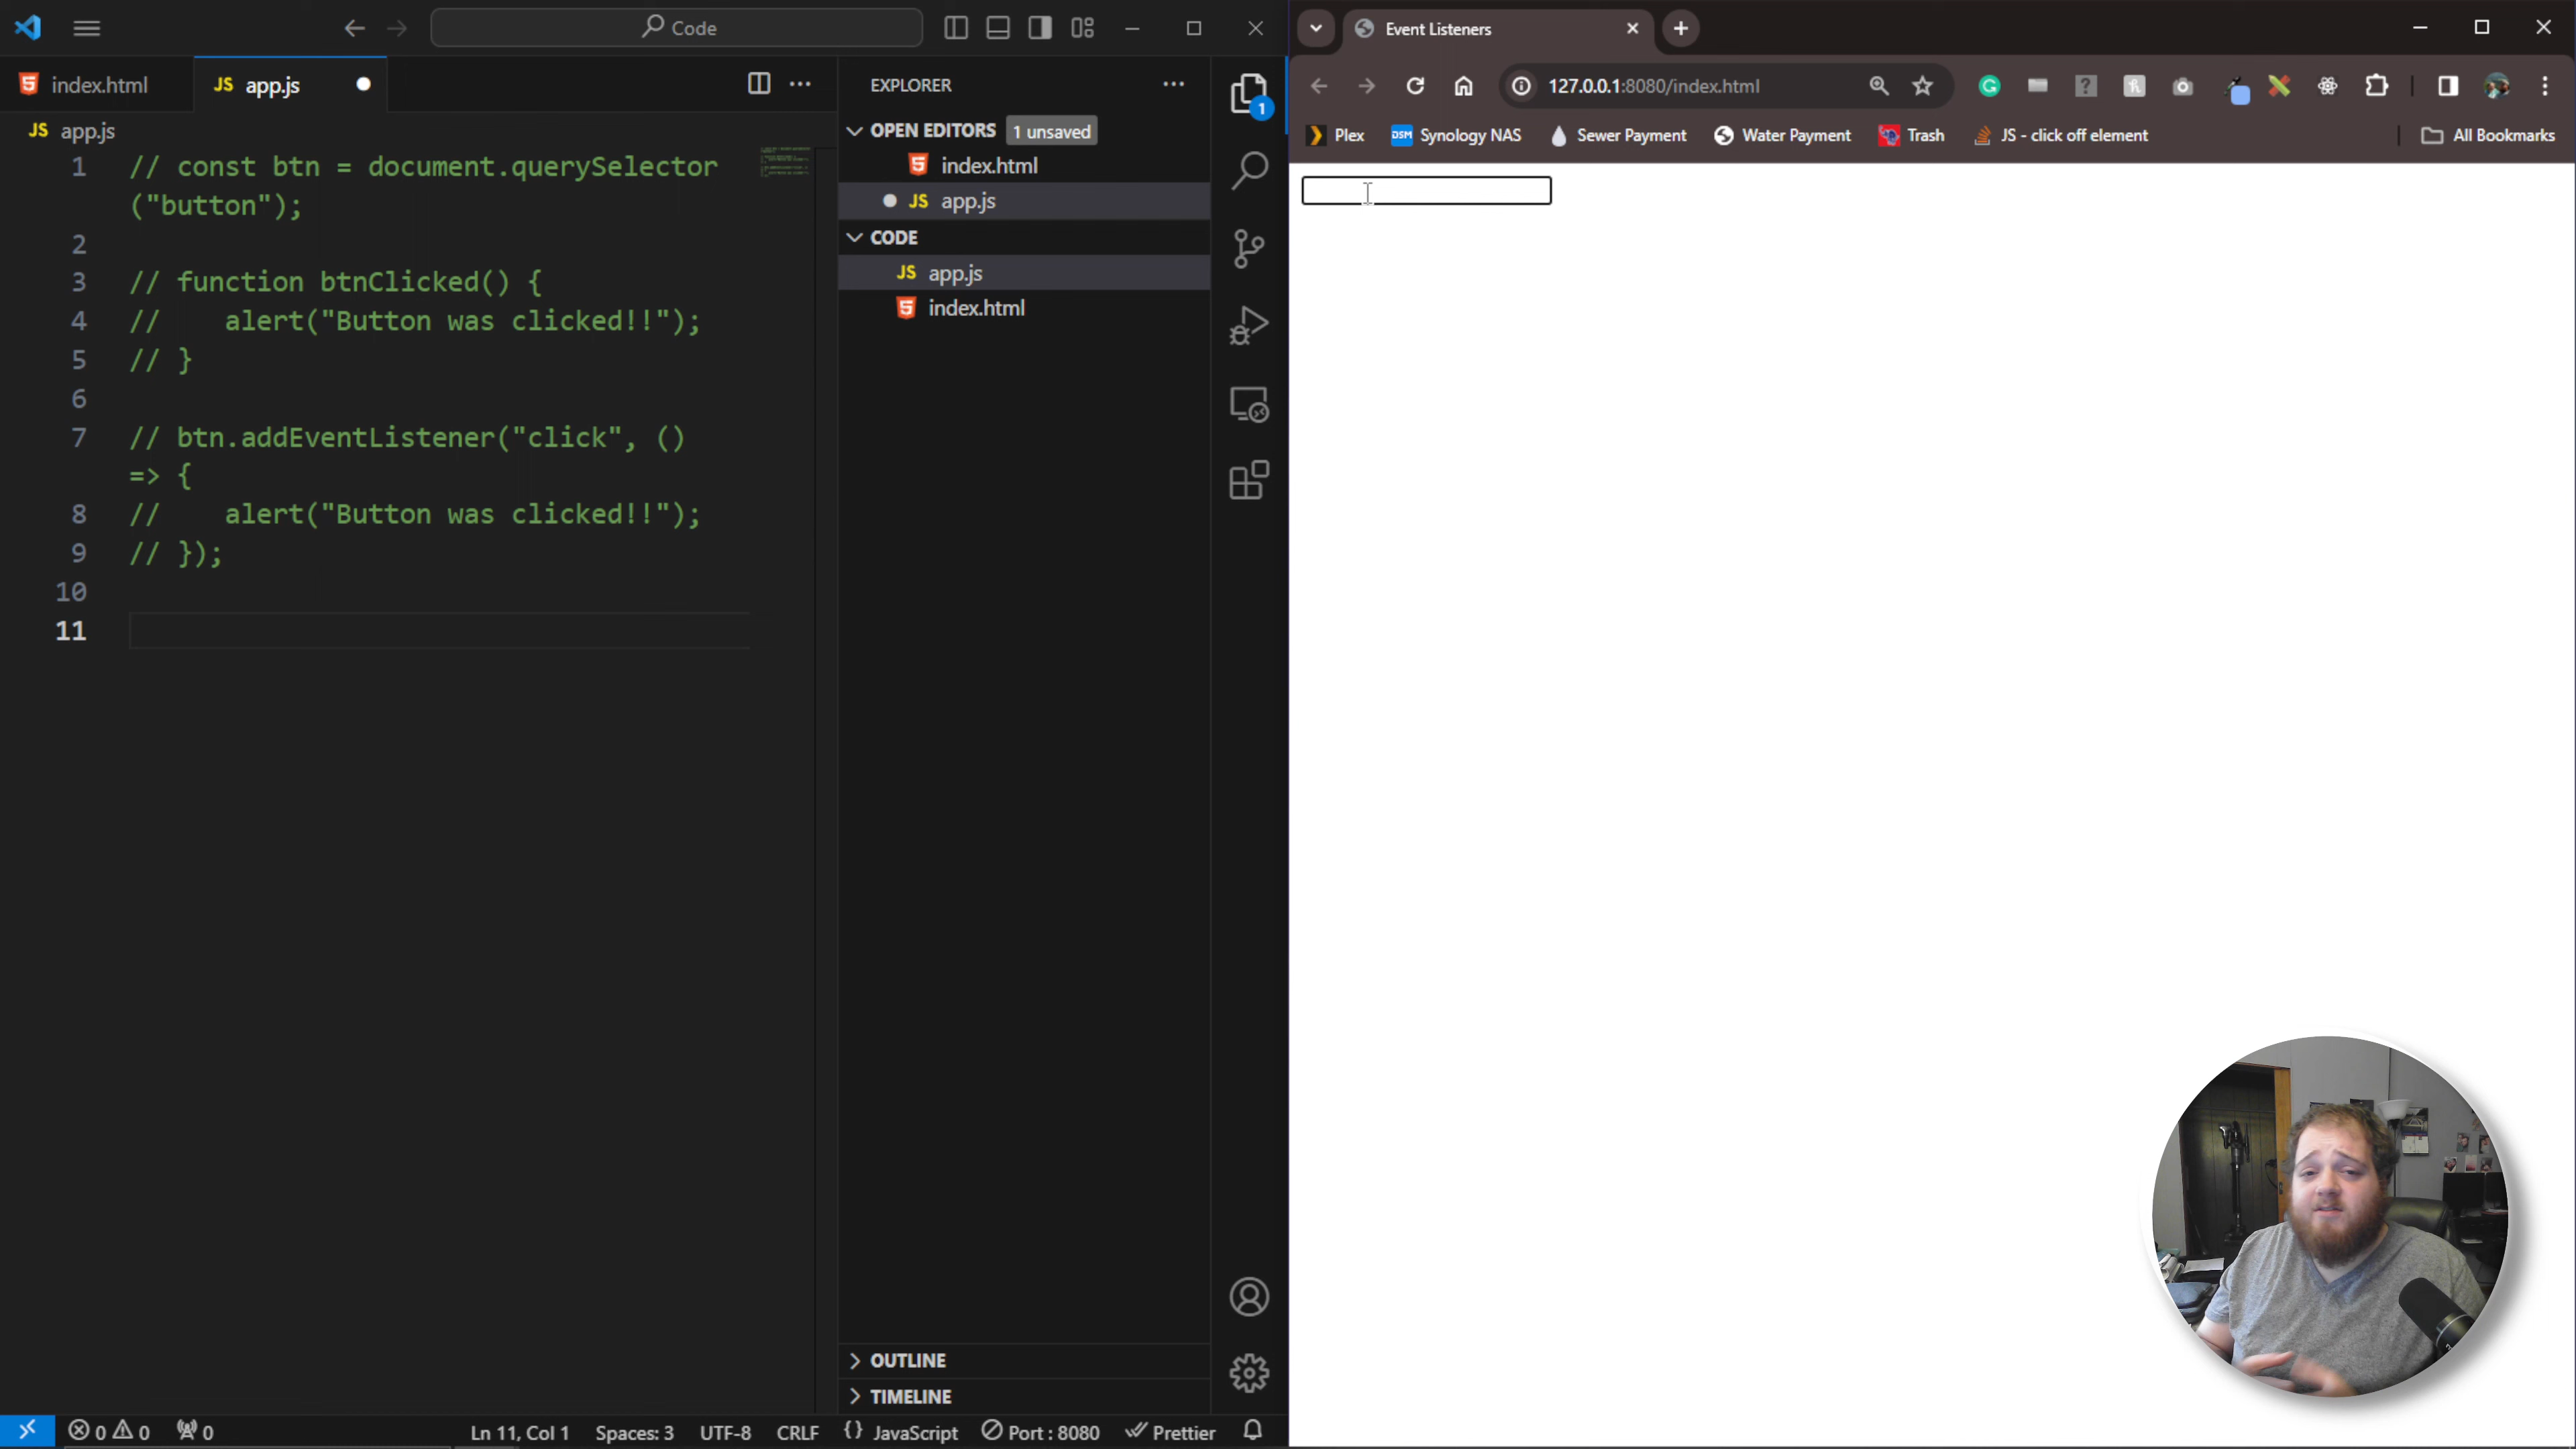 Code
index.html
JS app.js
JS app.js
1 // const btn = document.querySelector
("button");
2
3 // function btnClicked() {
4 //    alert("Button was clicked!!");
5 // }
6
7 // btn.addEventListener("click", ()
=> {
8 //    alert("Button was clicked!!");
9 // });
10
11
EXPLORER
OPEN EDITORS 1 unsaved
index.html
JS app.js
CODE
JS app.js
index.html
1
OUTLINE
TIMELINE
0 0 0 Ln 11, Col 1 Spaces: 3 UTF-8 CRLF {} JavaScript Port : 8080 Prettier
Event Listeners
127.0.0.1:8080/index.html
Plex DSM Synology NAS Sewer Payment Water Payment Trash JS - click off element All Bookmarks